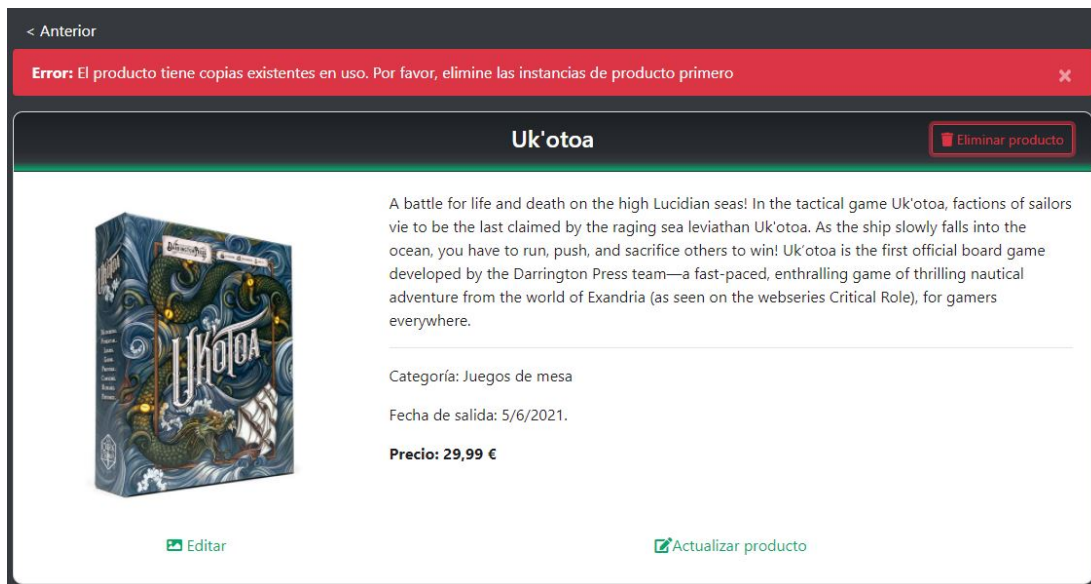 < Anterior
Error: El producto tiene copias existentes en uso. Por favor, elimine las instancias de producto primero ×
Uk'otoa
Eliminar producto
A battle for life and death on the high Lucidian seas! In the tactical game Uk'otoa, factions of sailors
vie to be the last claimed by the raging sea leviathan Uk'otoa. As the ship slowly falls into the
ocean, you have to run, push, and sacrifice others to win! Uk'otoa is the first official board game
developed by the Darrington Press team—a fast-paced, enthralling game of thrilling nautical
adventure from the world of Exandria (as seen on the webseries Critical Role), for gamers
everywhere.
UK'OTOA
Categoría: Juegos de mesa
Fecha de salida: 5/6/2021.
Precio: 29,99 €
Editar
Actualizar producto